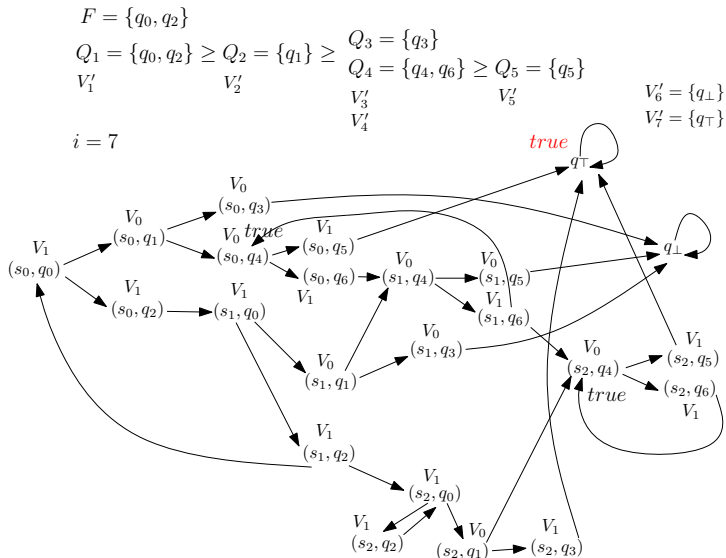 F = {q₀, q₂}
Q₁ = {q₀, q₂} ≥ Q₂ = {q₁} ≥
Q₃ = {q₃}
Q₄ = {q₄, q₆} ≥ Q₅ = {q₅}
V′₁ V′₂ V′₃ V′₅
V′₄
V′₆ = {q⊥}
V′₇ = {q⊤}
i = 7
true
q⊤
V₀
(s₀, q₃)
V₀
(s₀, q₁)
V₀ true
(s₀, q₄)
V₁
(s₀, q₅)
q⊥
V₁
(s₀, q₀)
(s₀, q₆)
V₁
V₀
(s₁, q₄)
V₀
(s₁, q₅)
V₁
(s₀, q₂)
V₁
(s₁, q₀)
V₁
(s₁, q₆)
V₀
(s₁, q₃)
V₀
(s₁, q₁)
V₀
(s₂, q₄)
true
V₁
(s₂, q₅)
(s₂, q₆)
V₁
V₁
(s₁, q₂)
V₁
(s₂, q₀)
V₁
(s₂, q₂)
V₀
(s₂, q₁)
V₁
(s₂, q₃)